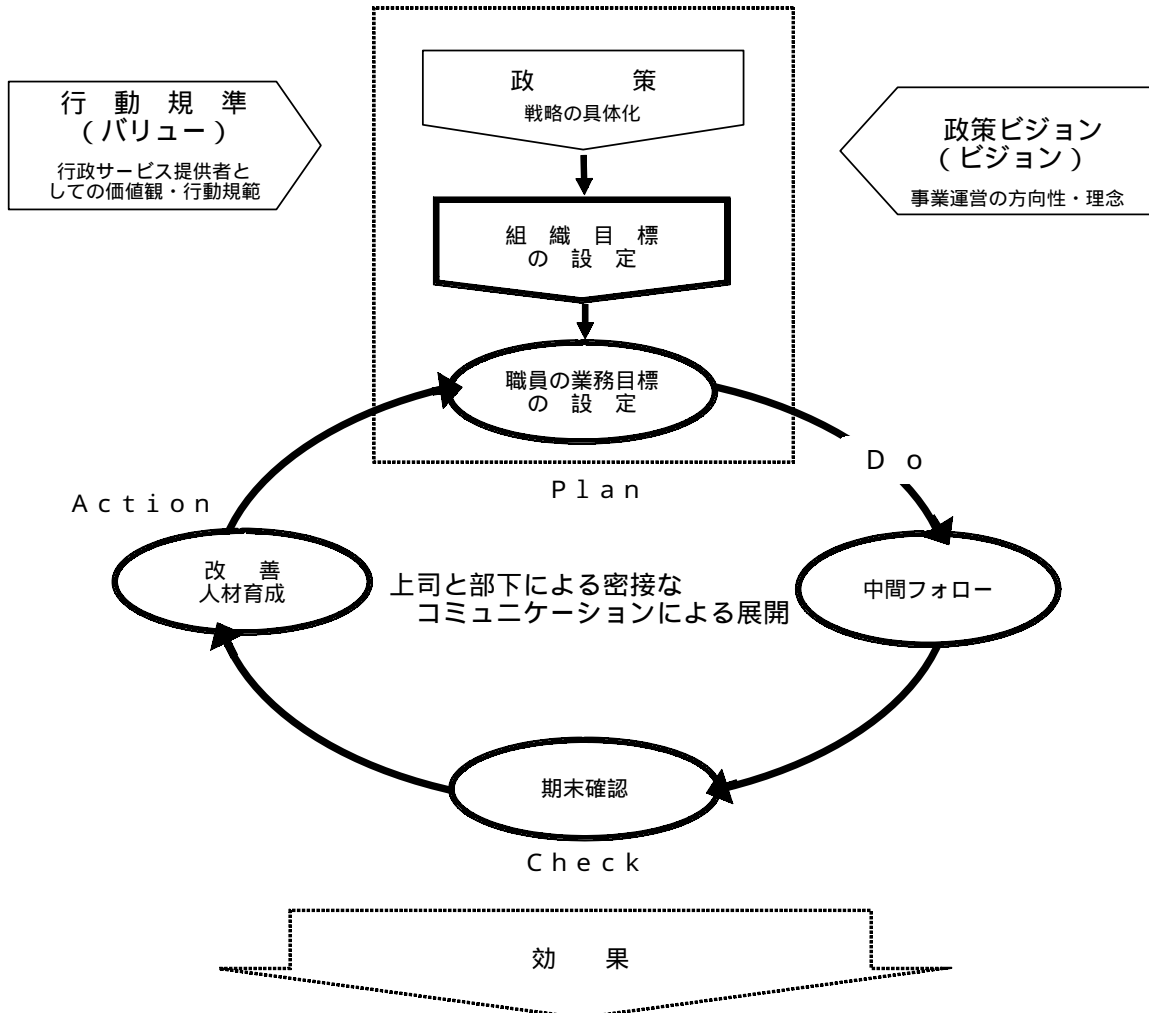 政　策
戦略の具体化
行　動　規　準
（バリュー）
行政サービス提供者と
しての価値観・行動規範
政策ビジョン
（ビジョン）
事業運営の方向性・理念
組　織　目　標
の　設　定
職員の業務目標
の　設　定
Ｄｏ
Ｐｌａｎ
Ａｃｔｉｏｎ
改　善
人材育成
上司と部下による密接な
コミュニケーションによる展開
中間フォロー
期末確認
Ｃｈｅｃｋ
効　果